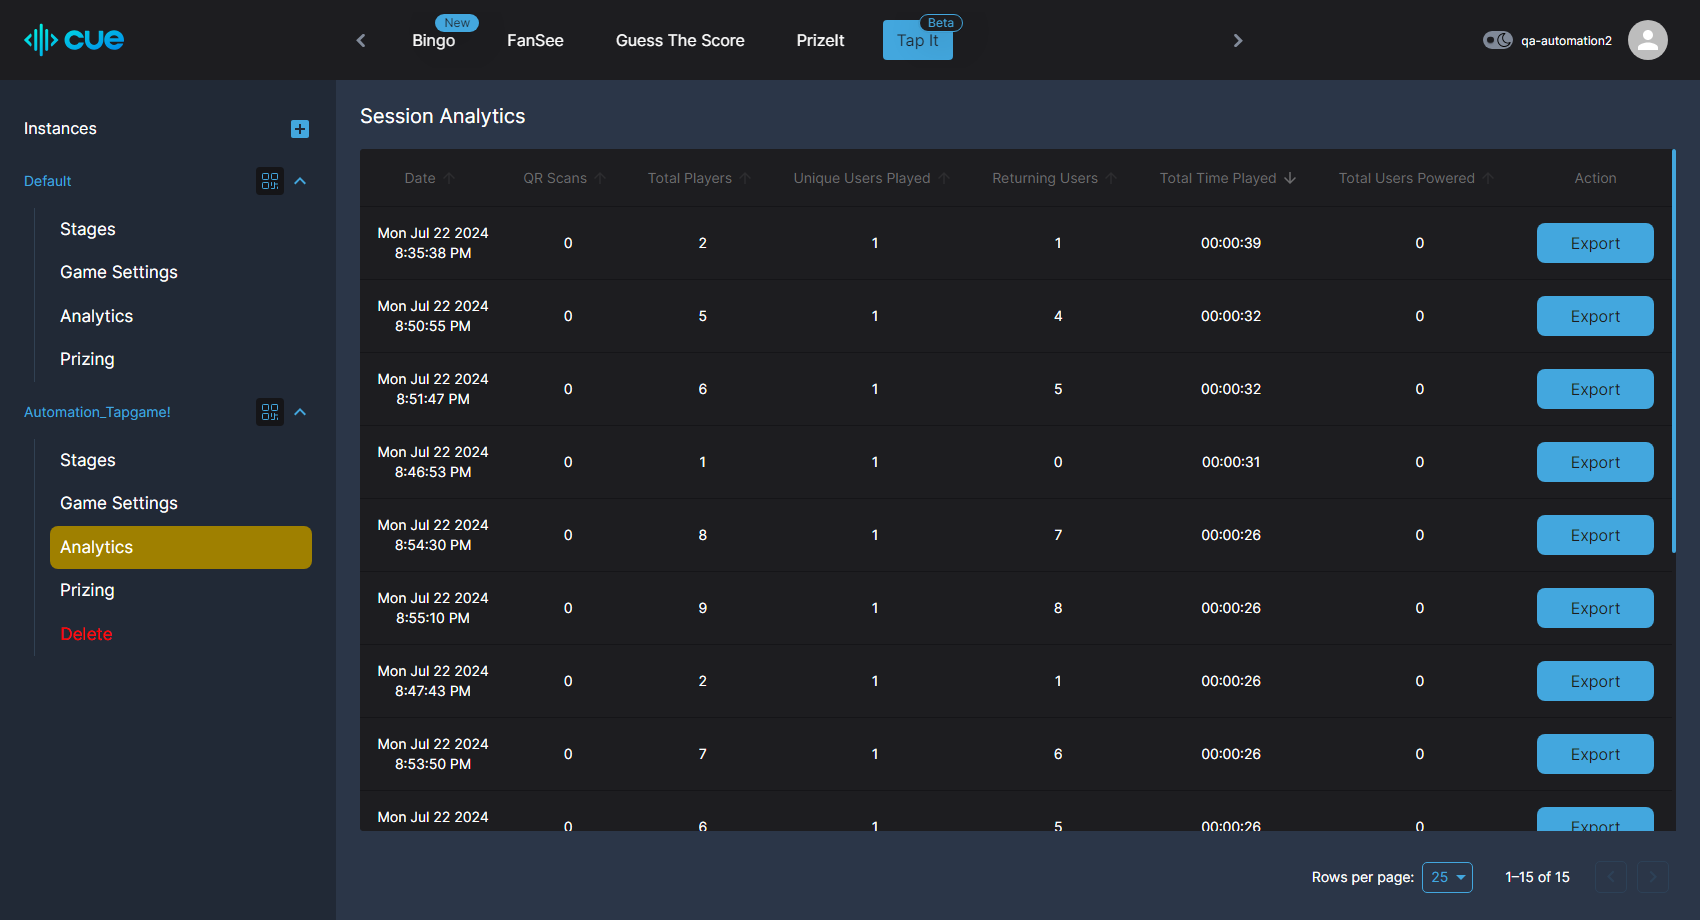 cue
Bingo
New
FanSee
Guess The Score
PrizeIt
Tap It
Beta
qa-automation2
Instances
Default
Stages
Game Settings
Analytics
Prizing
Automation_Tapgame!
Stages
Game Settings
Analytics
Prizing
Delete
Session Analytics
Date QR Scans Total Players Unique Users Played Returning Users Total Time Played Total Users Powered Action
Mon Jul 22 2024
8:35:38 PM 0 2 1 1 00:00:39 0 Export
Mon Jul 22 2024
8:50:55 PM 0 5 1 4 00:00:32 0 Export
Mon Jul 22 2024
8:51:47 PM 0 6 1 5 00:00:32 0 Export
Mon Jul 22 2024
8:46:53 PM 0 1 1 0 00:00:31 0 Export
Mon Jul 22 2024
8:54:30 PM 0 8 1 7 00:00:26 0 Export
Mon Jul 22 2024
8:55:10 PM 0 9 1 8 00:00:26 0 Export
Mon Jul 22 2024
8:47:43 PM 0 2 1 1 00:00:26 0 Export
Mon Jul 22 2024
8:53:50 PM 0 7 1 6 00:00:26 0 Export
Mon Jul 22 2024
0 6 1 5 00:00:26 0 Export
Rows per page: 25 1–15 of 15